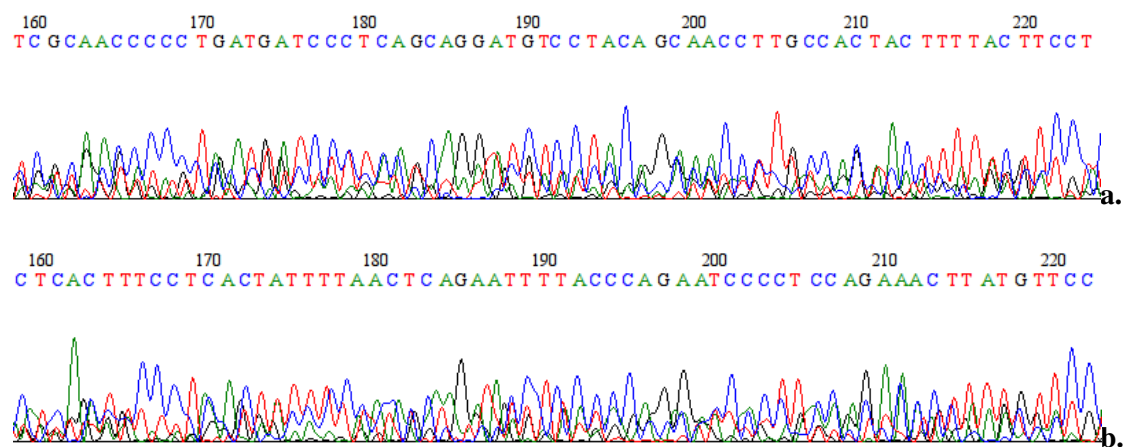 160 170 180 190 200 210 220
TCGCAACCCCCTGATGATCCCTCAGCAGGATGTCCTACAGCAACCTTGCCACTACTTTTACTTCCT
a.
160 170 180 190 200 210 220
CTCACTTTCCTCACTATTTTAACTCAGAATTTTACCCAGAATCCCCTCCAGAAACTTATGTTCC
b.